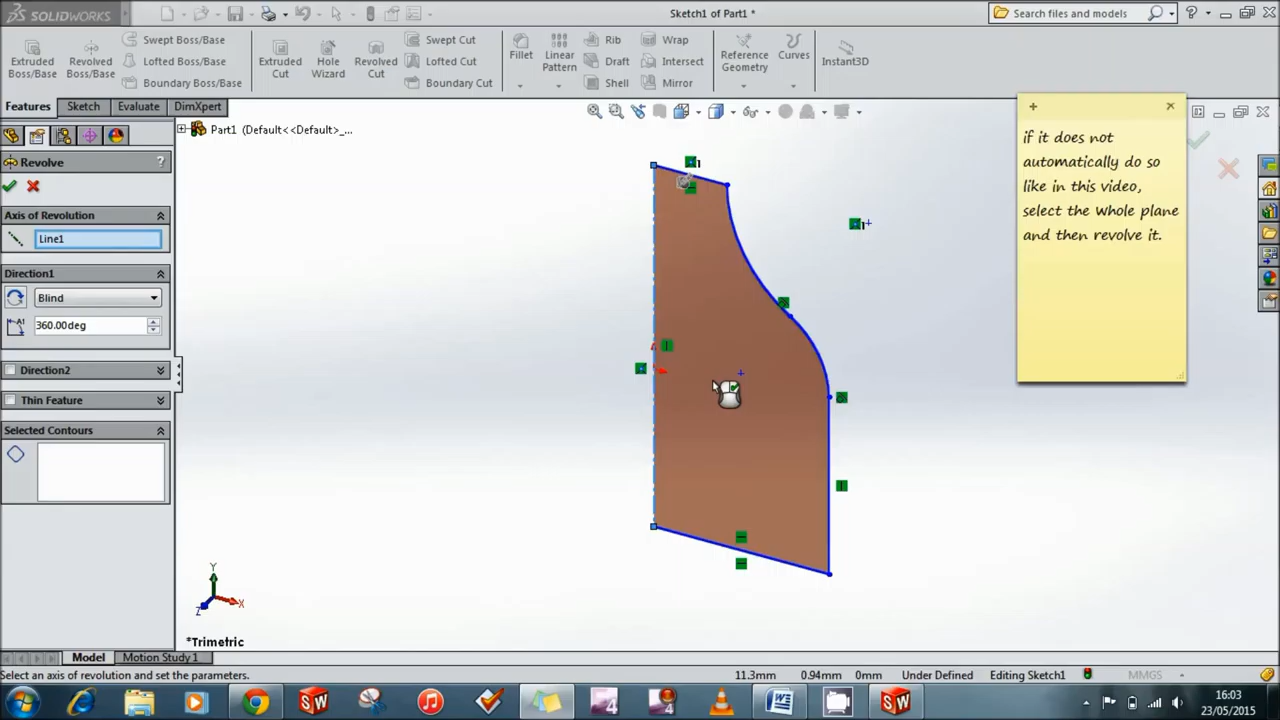 SOLIDWORKS
Sketch1 of Part1 *
Search files and models
Extruded Boss/Base
Revolved Boss/Base
Swept Boss/Base
Lofted Boss/Base
Boundary Boss/Base
Extruded Cut
Hole Wizard
Revolved Cut
Swept Cut
Lofted Cut
Boundary Cut
Fillet
Linear Pattern
Rib
Draft
Shell
Wrap
Intersect
Mirror
Reference Geometry
Curves
Instant3D
Features
Sketch
Evaluate
DimXpert
Part1 (Default<<Default>_...
Revolve
?
Axis of Revolution
Line1
Direction1
Blind
360.00deg
Direction2
Thin Feature
Selected Contours
if it does not
automatically do so
like in this video,
select the whole plane
and then revolve it.
Y
X
Z
*Trimetric
Model
Motion Study 1
Select an axis of revolution and set the parameters.
11.3mm
0.94mm
0mm
Under Defined
Editing Sketch1
MMGS
16:03
23/05/2015